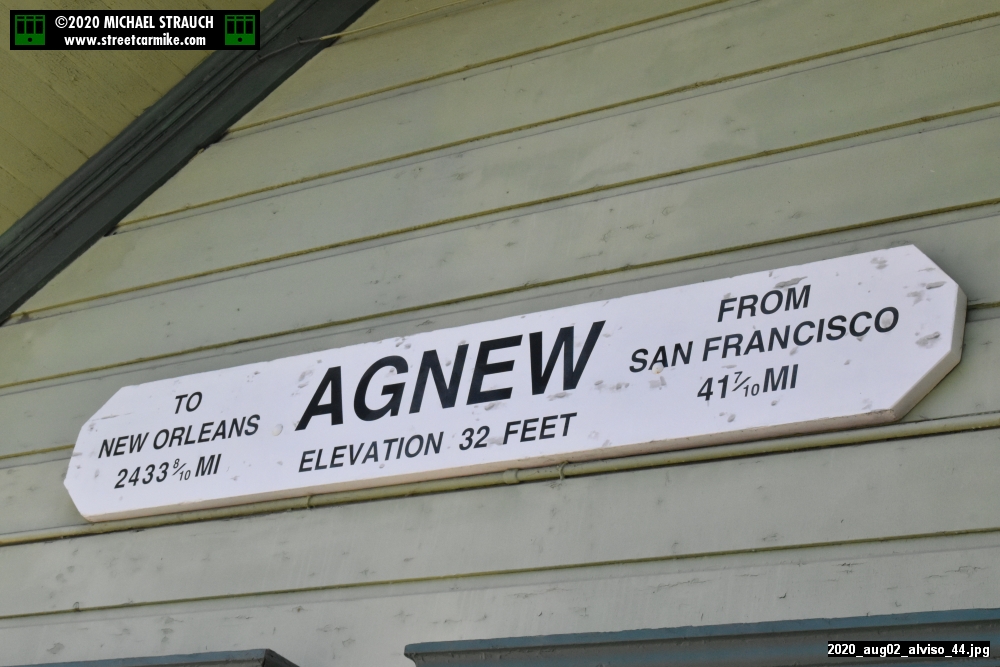 ©2020 MICHAEL STRAUCH
www.streetcarmike.com
TO
NEW ORLEANS
2433 8/10 MI
AGNEW
ELEVATION 32 FEET
FROM
SAN FRANCISCO
41 7/10 MI
2020_aug02_alviso_44.jpg